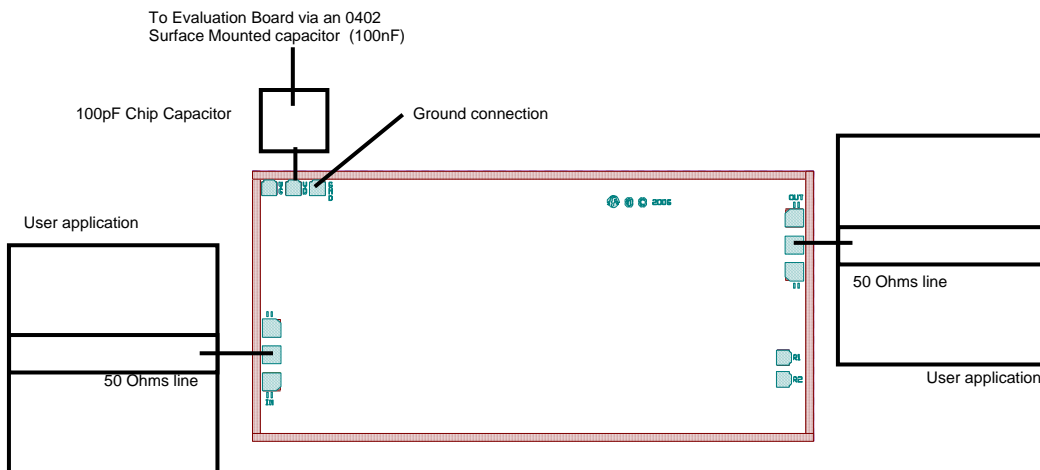 To Evaluation Board via an 0402
Surface Mounted capacitor (100nF)
100pF Chip Capacitor
Ground connection
VD
GND
2006
OUT
User application
50 Ohms line
R1
R2
User application
50 Ohms line
IN